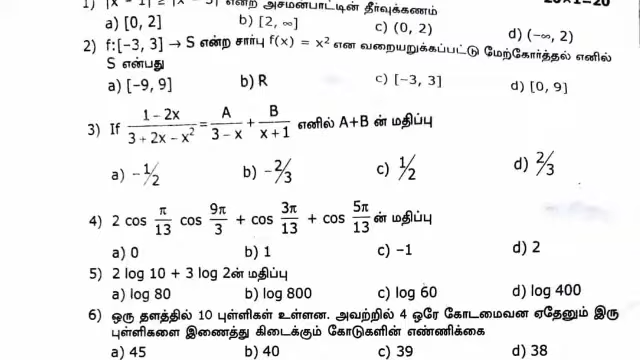 1) |x − 1| ≥ |x − 3| என்ற அசமன்பாட்டின் தீர்வுக்கணம் 20×1=20
a) [0, 2] b) [2, ∞] c) (0, 2) d) (−∞, 2)
2) f:[−3, 3] → S என்ற சார்பு f(x) = x² என வரையறுக்கப்பட்டு மேற்கோர்த்தல் எனில்
S என்பது
a) [−9, 9] b) R c) [−3, 3] d) [0, 9]
3) If (1 − 2x)/(3 + 2x − x²) = A/(3 − x) + B/(x + 1) எனில் A+B ன் மதிப்பு
a) −1/2 b) −2/3 c) 1/2 d) 2/3
4) 2 cos π/13 cos 9π/3 + cos 3π/13 + cos 5π/13 ன் மதிப்பு
a) 0 b) 1 c) −1 d) 2
5) 2 log 10 + 3 log 2ன் மதிப்பு
a) log 80 b) log 800 c) log 60 d) log 400
6) ஒரு தளத்தில் 10 புள்ளிகள் உள்ளன. அவற்றில் 4 ஒரே கோடமைவன ஏதேனும் இரு
புள்ளிகளை இணைத்து கிடைக்கும் கோடுகளின் எண்ணிக்கை
a) 45 b) 40 c) 39 d) 38